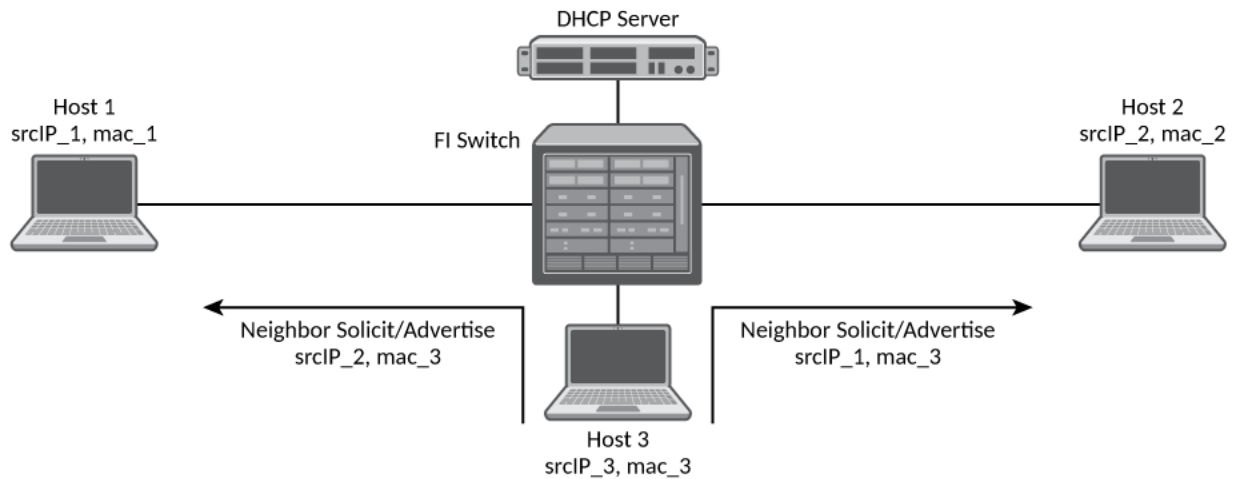 DHCP Server
Host 1
srcIP_1, mac_1
FI Switch
Host 2
srcIP_2, mac_2
Neighbor Solicit/Advertise
srcIP_2, mac_3
Neighbor Solicit/Advertise
srcIP_1, mac_3
Host 3
srcIP_3, mac_3